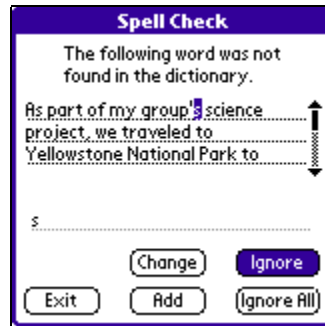 Spell Check
The following word was not
found in the dictionary.
As part of my group's science
project, we traveled to
Yellowstone National Park to
s
Change
Ignore
Exit
Add
Ignore All